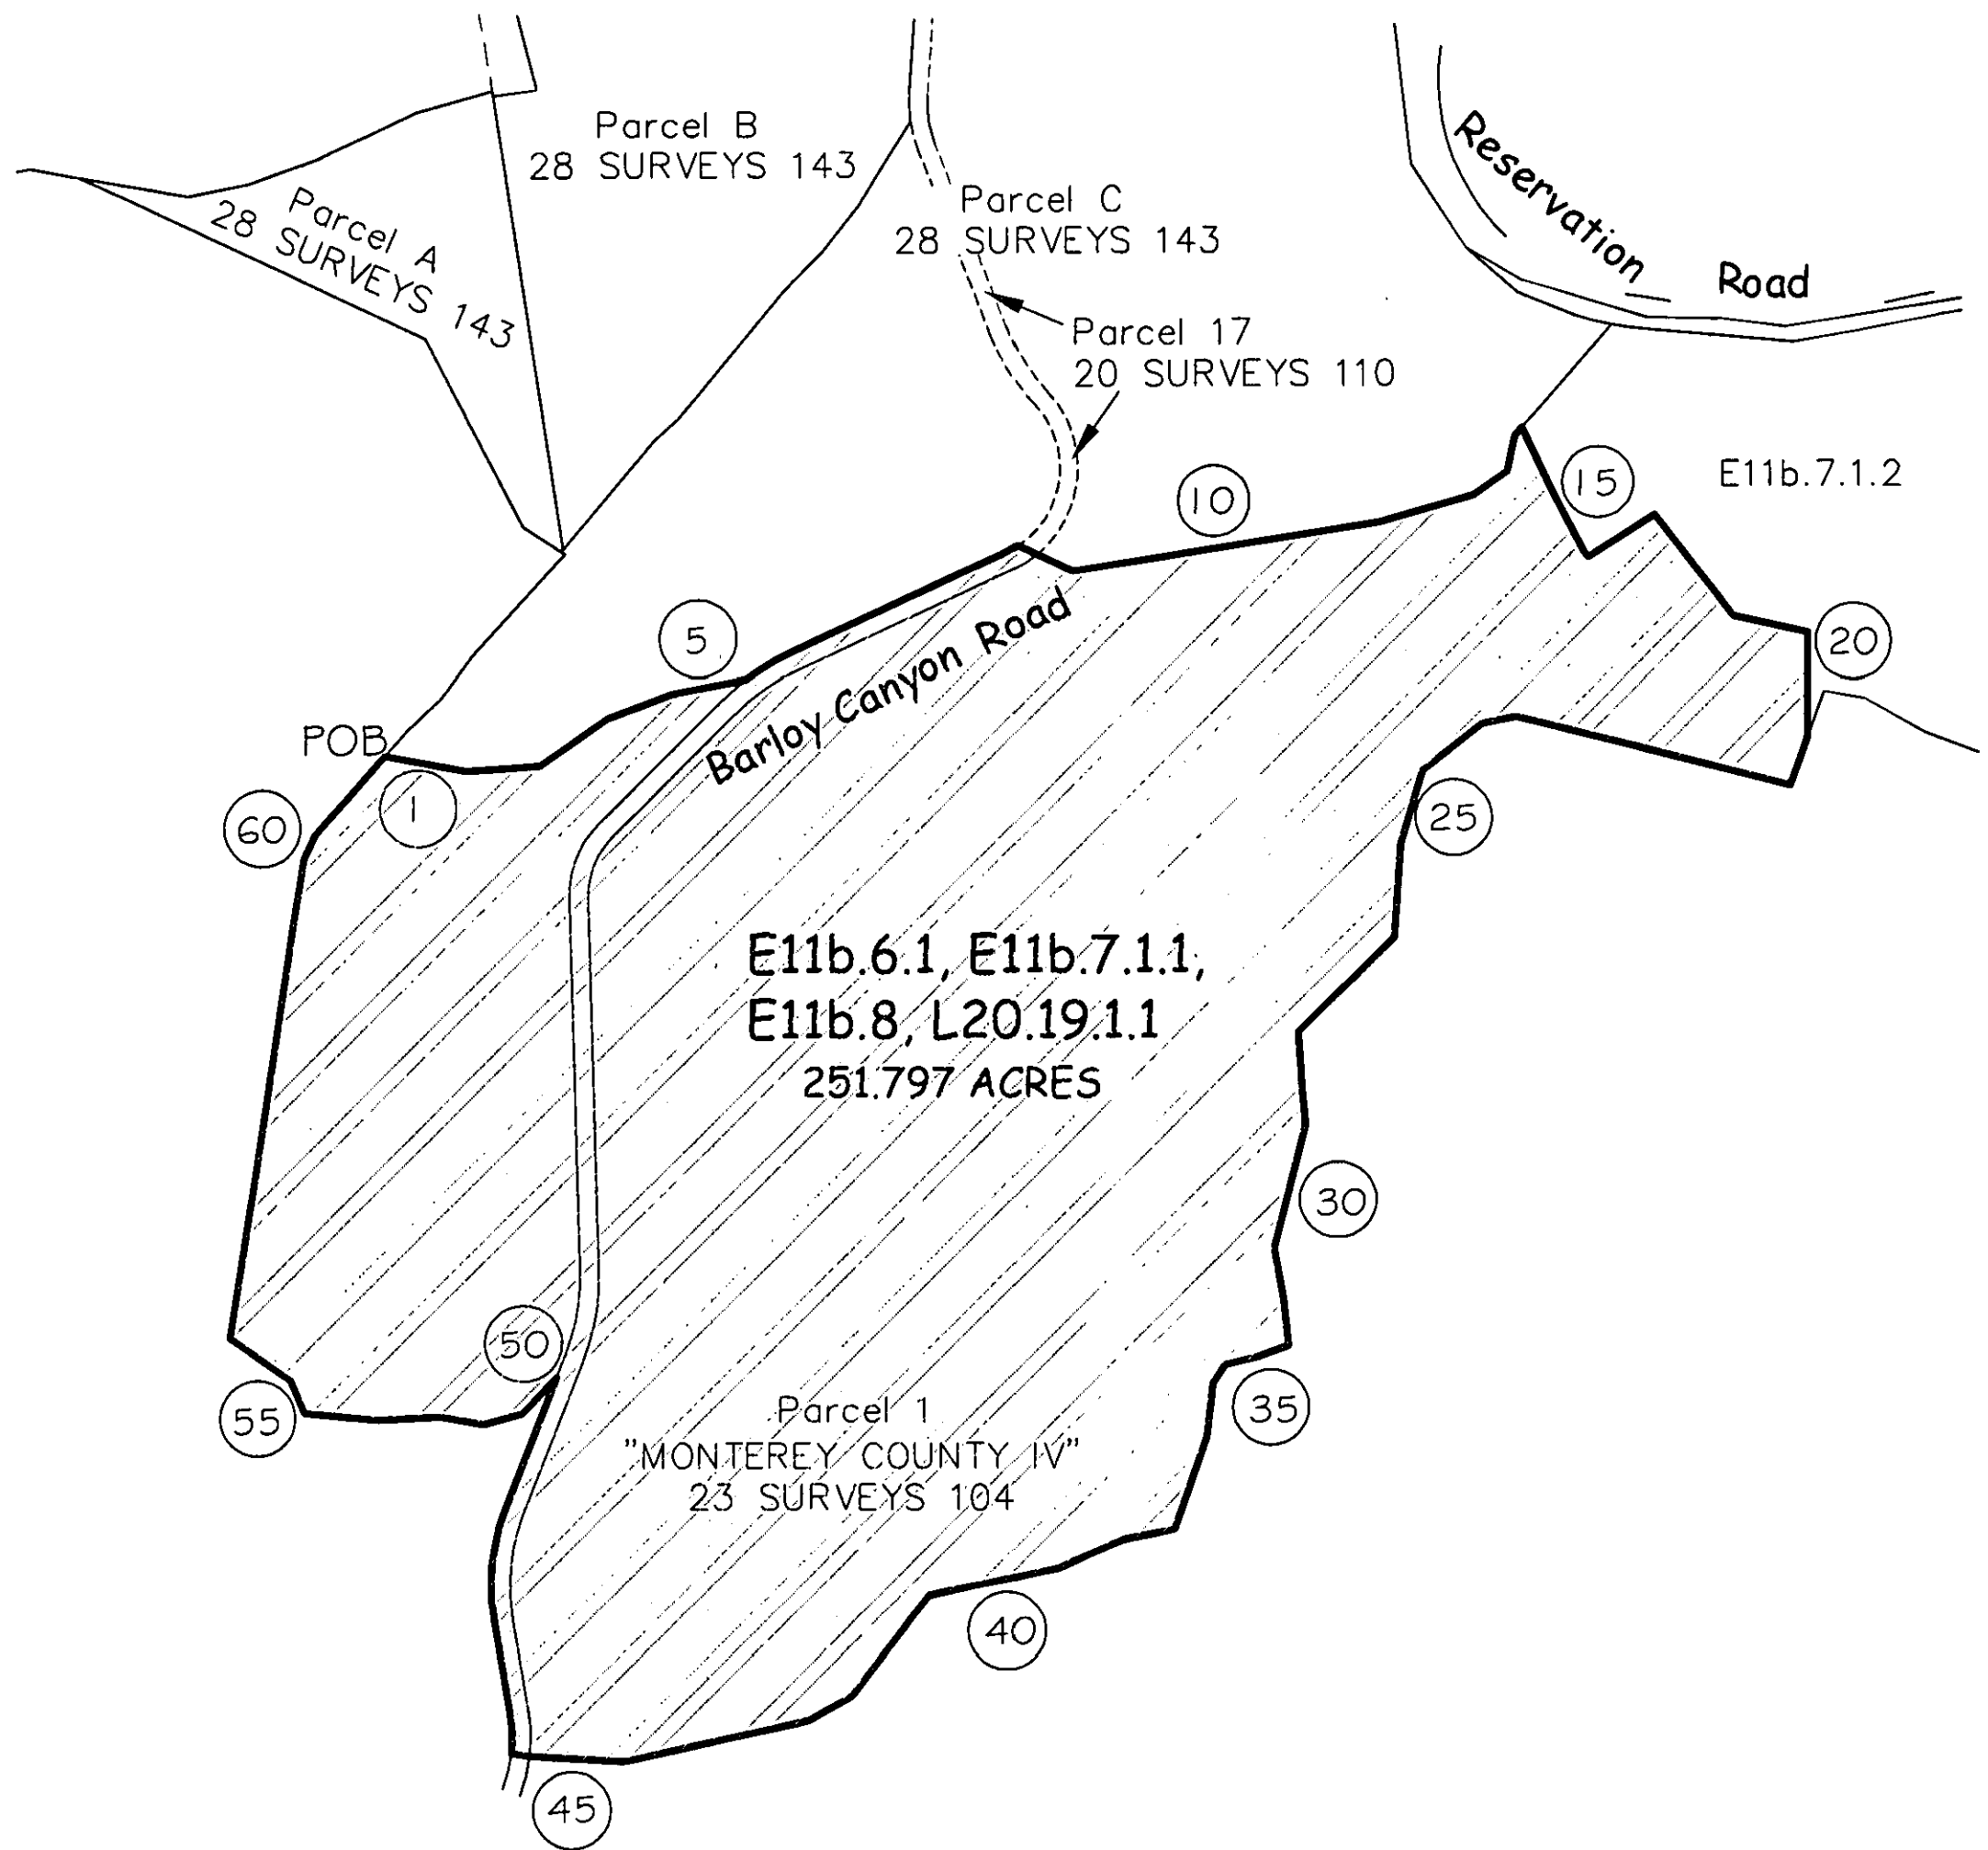 Parcel B
28 SURVEYS 143
Parcel A
28 SURVEYS 143
Parcel C
28 SURVEYS 143
Reservation Road
Parcel 17
20 SURVEYS 110
E11b.7.1.2
10
15
5
20
Barloy Canyon Road
POB
1
60
25
E11b.6.1, E11b.7.1.1,
E11b.8, L20.19.1.1
251.797 ACRES
30
50
55
35
Parcel 1
"MONTEREY COUNTY IV"
23 SURVEYS 104
40
45